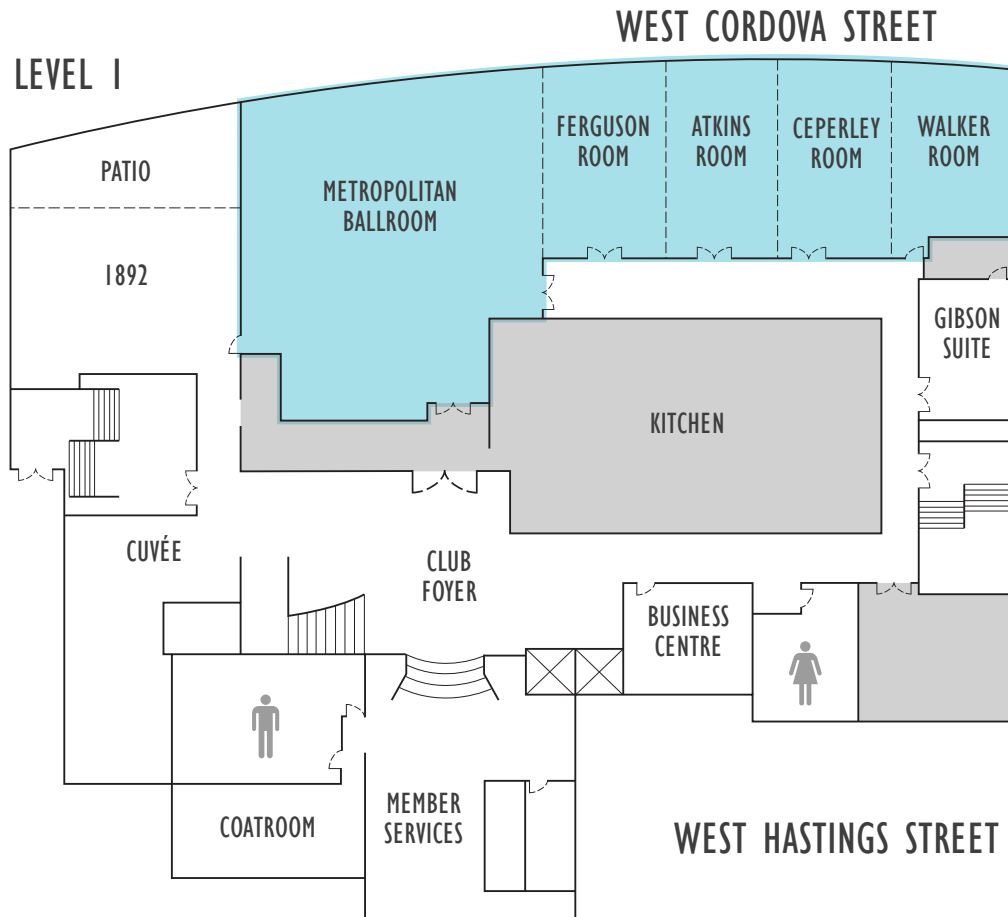 WEST CORDOVA STREET
LEVEL 1
PATIO
METROPOLITAN
BALLROOM
FERGUSON
ROOM
ATKINS
ROOM
CEPERLEY
ROOM
WALKER
ROOM
1892
GIBSON
SUITE
KITCHEN
CUVÉE
CLUB
FOYER
BUSINESS
CENTRE
COATROOM
MEMBER
SERVICES
WEST HASTINGS STREET